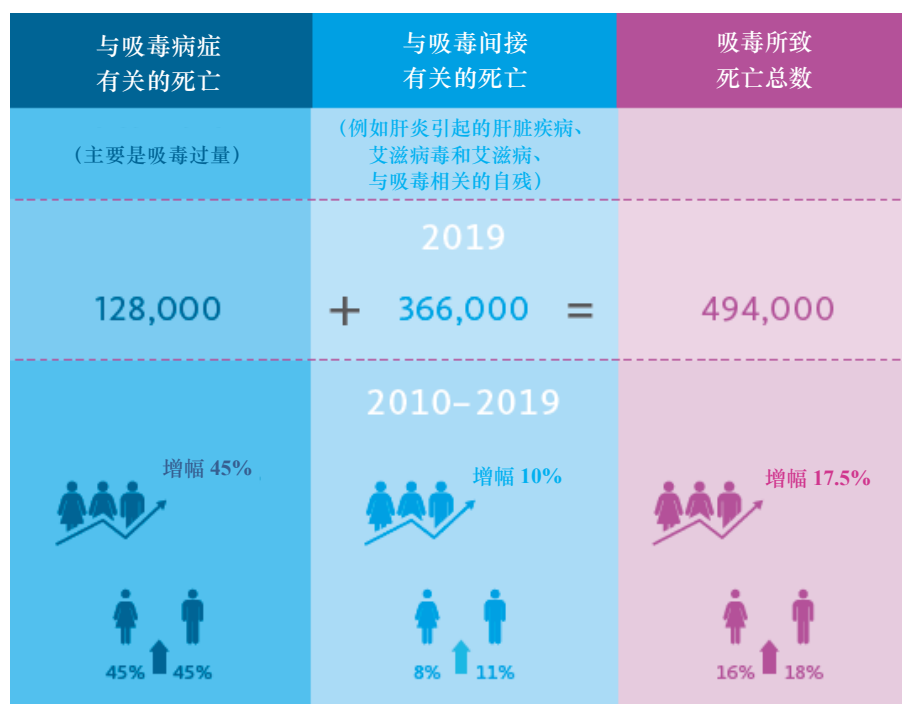 与吸毒病症
有关的死亡
与吸毒间接
有关的死亡
吸毒所致
死亡总数
（主要是吸毒过量）
（例如肝炎引起的肝脏疾病、
艾滋病毒和艾滋病、
与吸毒相关的自残）
2019
128,000 + 366,000 = 494,000
2010–2019
增幅 45%
增幅 10%
增幅 17.5%
45% 45%
8% 11%
16% 18%